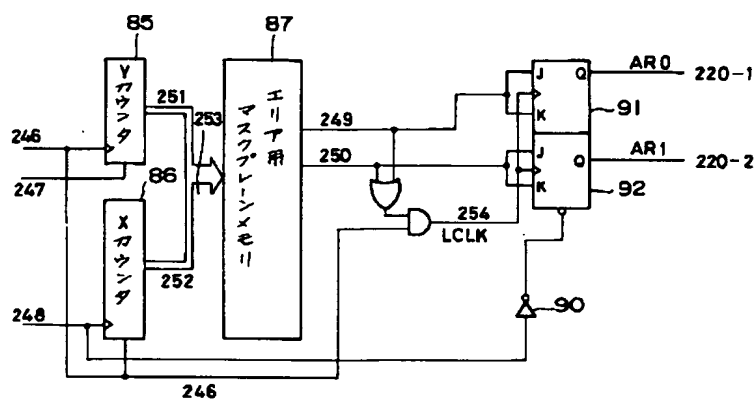 85
87
Yカウンタ
251
253
246
247
86
Xカウンタ
252
248
246
エリア用
マスクプレーンメモリ
249
250
254
LCLK
J
Q
K
AR0
220-1
91
J
Q
K
AR1
220-2
92
90